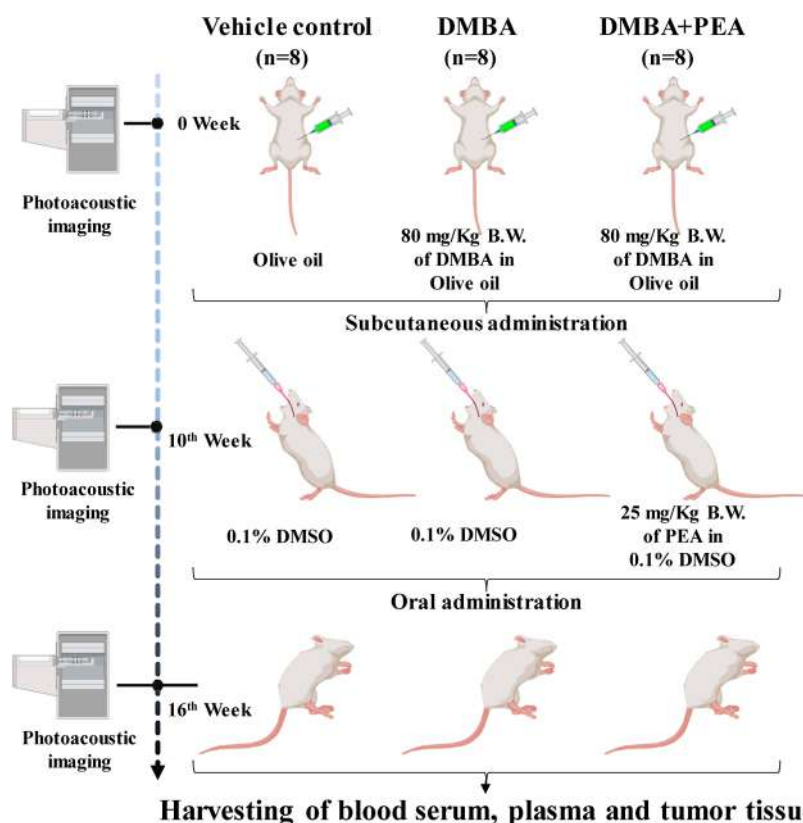 Vehicle control
(n=8)
DMBA
(n=8)
DMBA+PEA
(n=8)
0 Week
Photoacoustic
imaging
Olive oil
80 mg/Kg B.W.
of DMBA in
Olive oil
80 mg/Kg B.W.
of DMBA in
Olive oil
Subcutaneous administration
10th Week
Photoacoustic
imaging
0.1% DMSO
0.1% DMSO
25 mg/Kg B.W.
of PEA in
0.1% DMSO
Oral administration
16th Week
Photoacoustic
imaging
Harvesting of blood serum, plasma and tumor tissu